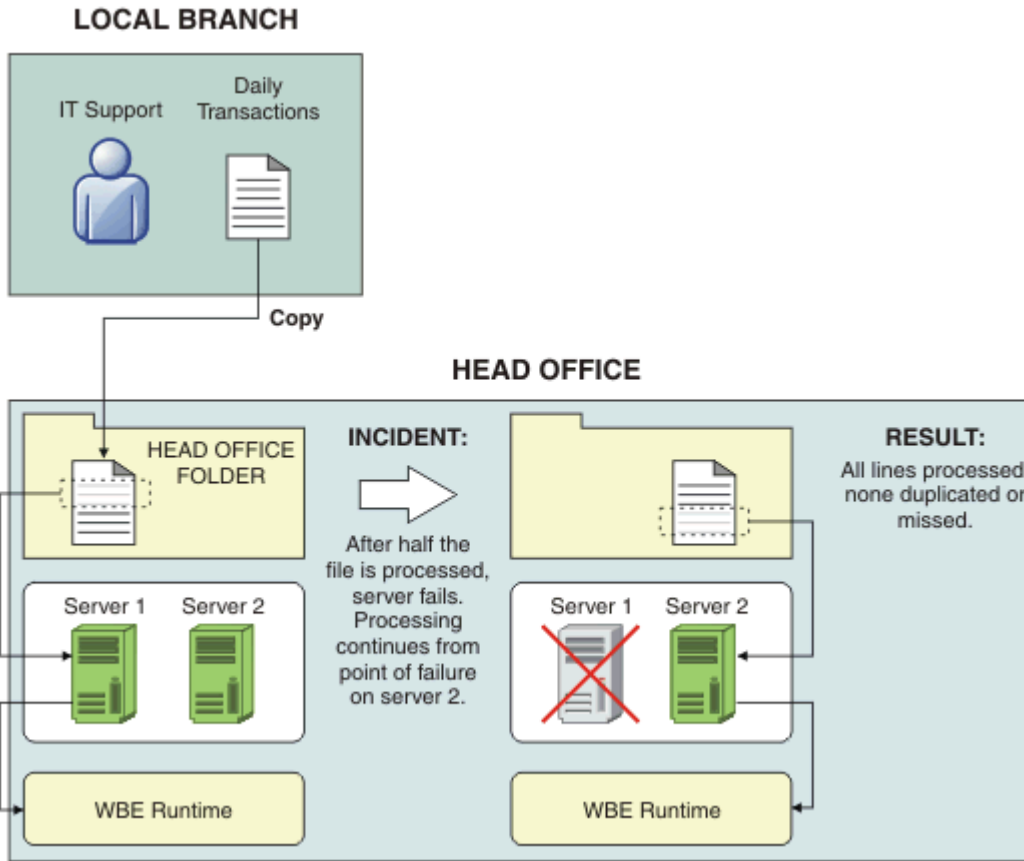 LOCAL BRANCH
IT Support
Daily
Transactions
Copy
HEAD OFFICE
HEAD OFFICE
FOLDER
INCIDENT:
After half the
file is processed,
server fails.
Processing
continues from
point of failure
on server 2.
RESULT:
All lines processed
none duplicated or
missed.
Server 1
Server 2
Server 1
Server 2
WBE Runtime
WBE Runtime